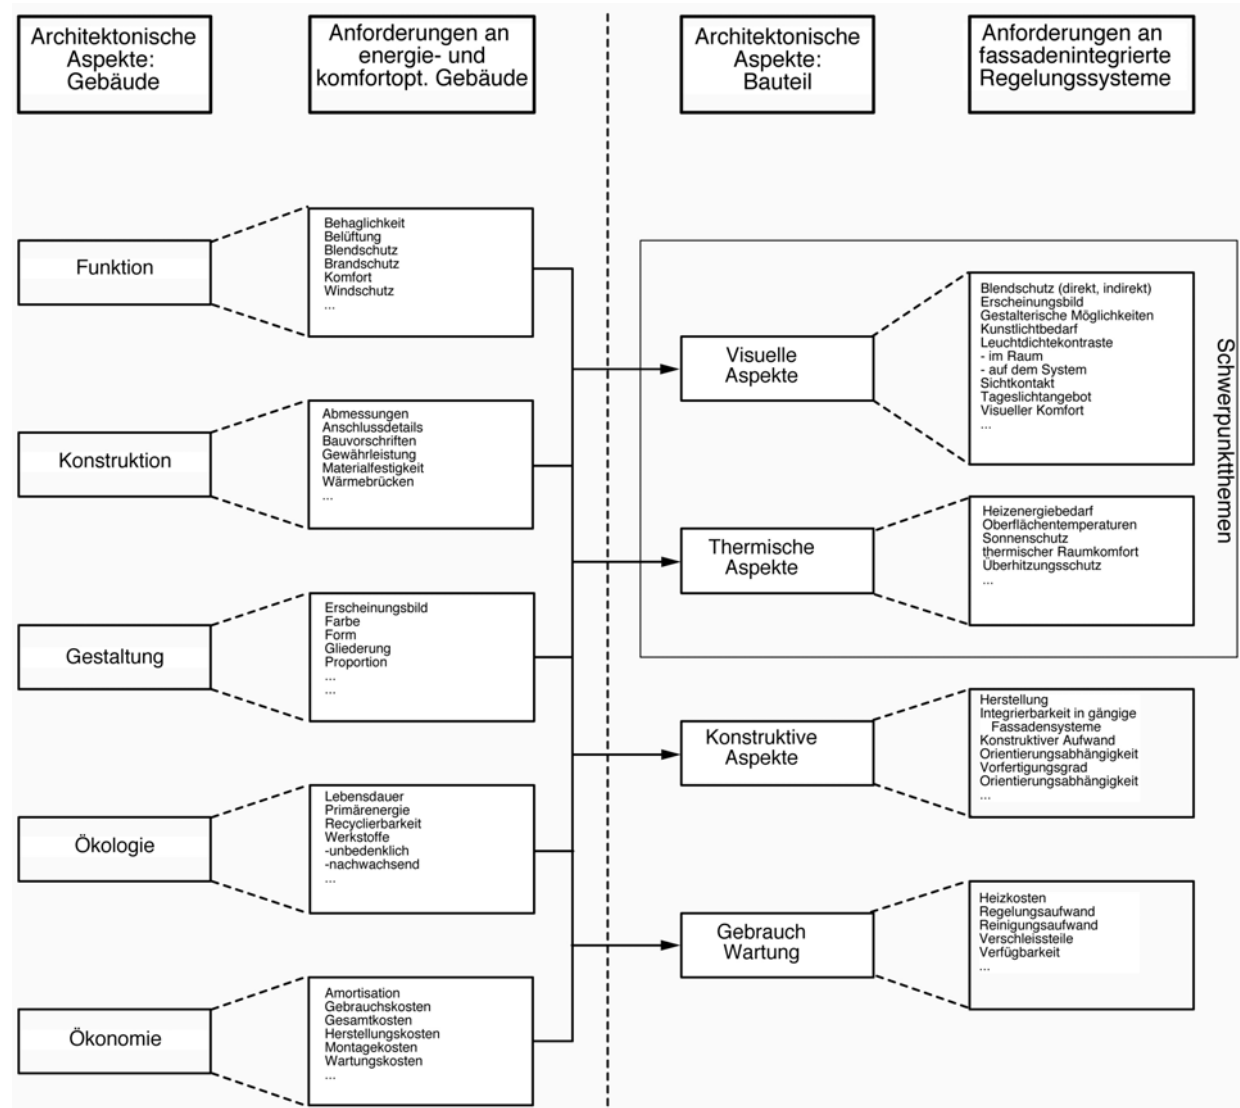 Architektonische
Aspekte:
Gebäude
Anforderungen an
energie- und
komfortopt. Gebäude
Architektonische
Aspekte:
Bauteil
Anforderungen an
fassadenintegrierte
Regelungssysteme
Funktion
Behaglichkeit
Belüftung
Blendschutz
Brandschutz
Komfort
Windschutz
...
Konstruktion
Abmessungen
Anschlussdetails
Bauvorschriften
Gewährleistung
Materialfestigkeit
Wärmebrücken
...
Gestaltung
Erscheinungsbild
Farbe
Form
Gliederung
Proportion
...
...
Ökologie
Lebensdauer
Primärenergie
Recyclierbarkeit
Werkstoffe
-unbedenklich
-nachwachsend
...
Ökonomie
Amortisation
Gebrauchskosten
Gesamtkosten
Herstellungskosten
Montagekosten
Wartungskosten
...
Visuelle
Aspekte
Blendschutz (direkt, indirekt)
Erscheinungsbild
Gestalterische Möglichkeiten
Kunstlichtbedarf
Leuchtdichtekontraste
- im Raum
- auf dem System
Sichtkontakt
Tageslichtangebot
Visueller Komfort
...
Thermische
Aspekte
Heizenergiebedarf
Oberflächentemperaturen
Sonnenschutz
thermischer Raumkomfort
Überhitzungsschutz
...
Schwerpunktthemen
Konstruktive
Aspekte
Herstellung
Integrierbarkeit in gängige
Fassadensysteme
Konstruktiver Aufwand
Orientierungsabhängigkeit
Vorfertigungsgrad
Orientierungsabhängigkeit
...
Gebrauch
Wartung
Heizkosten
Regelungsaufwand
Reinigungsaufwand
Verschleissteile
Verfügbarkeit
...